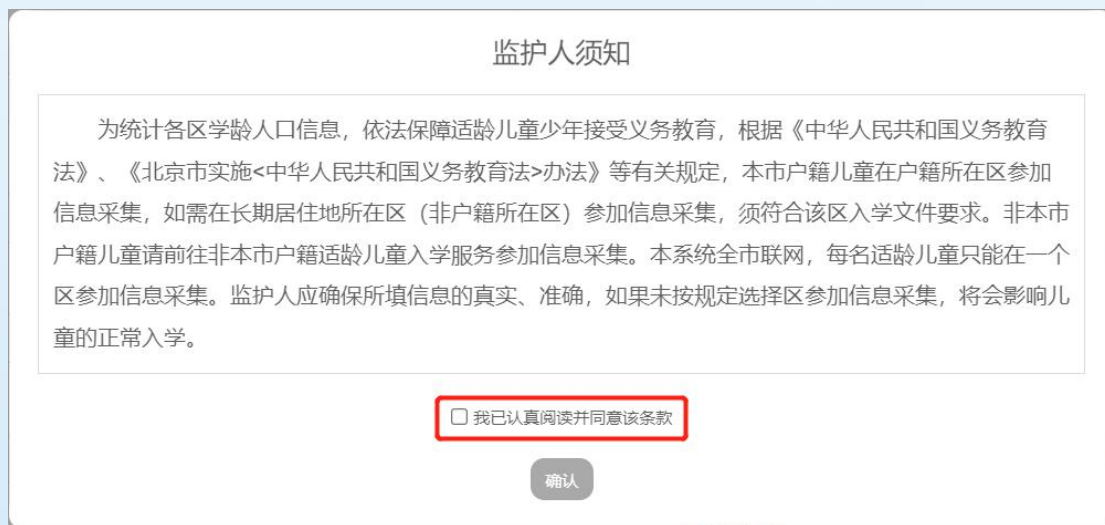 监护人须知
为统计各区学龄人口信息，依法保障适龄儿童少年接受义务教育，根据《中华人民共和国义务教育
法》、《北京市实施<中华人民共和国义务教育法>办法》等有关规定，本市户籍儿童在户籍所在区参加
信息采集，如需在长期居住地所在区（非户籍所在区）参加信息采集，须符合该区入学文件要求。非本市
户籍儿童请前往非本市户籍适龄儿童入学服务参加信息采集。本系统全市联网，每名适龄儿童只能在一个
区参加信息采集。监护人应确保所填信息的真实、准确，如果未按规定选择区参加信息采集，将会影响儿
童的正常入学。
我已认真阅读并同意该条款
确认